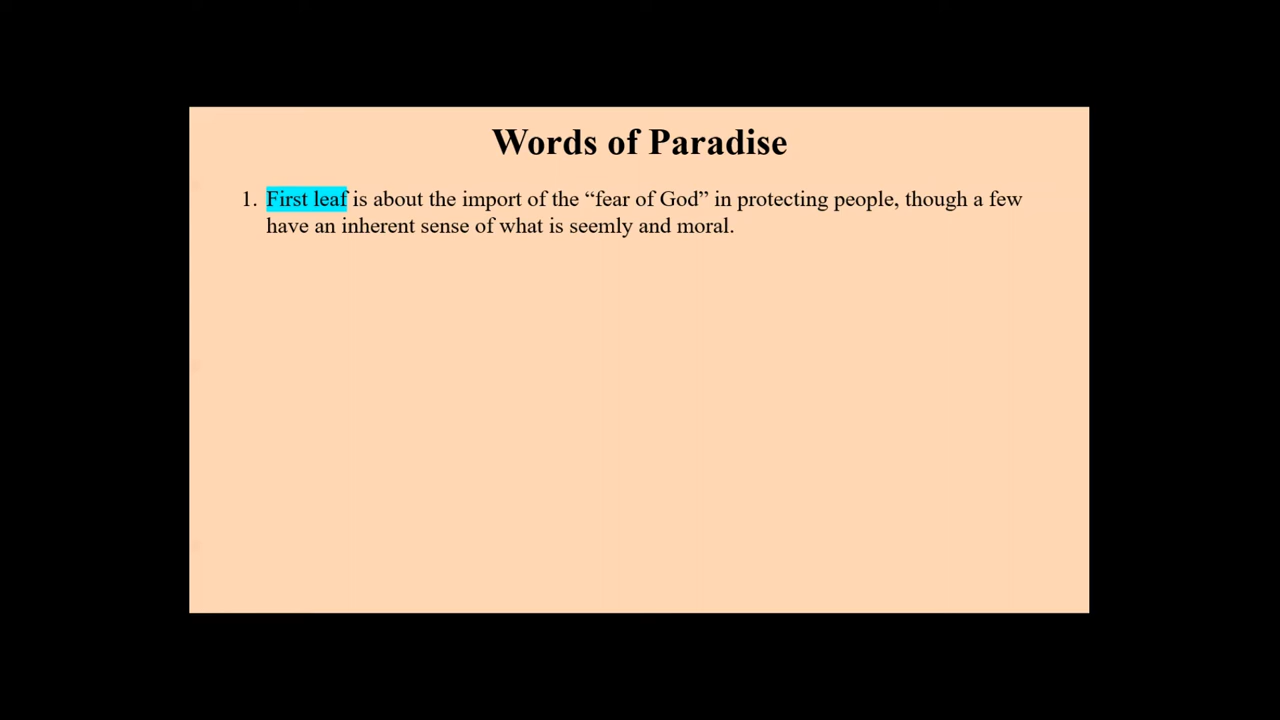 Words of Paradise
1. First leaf is about the import of the “fear of God” in protecting people, though a few
have an inherent sense of what is seemly and moral.